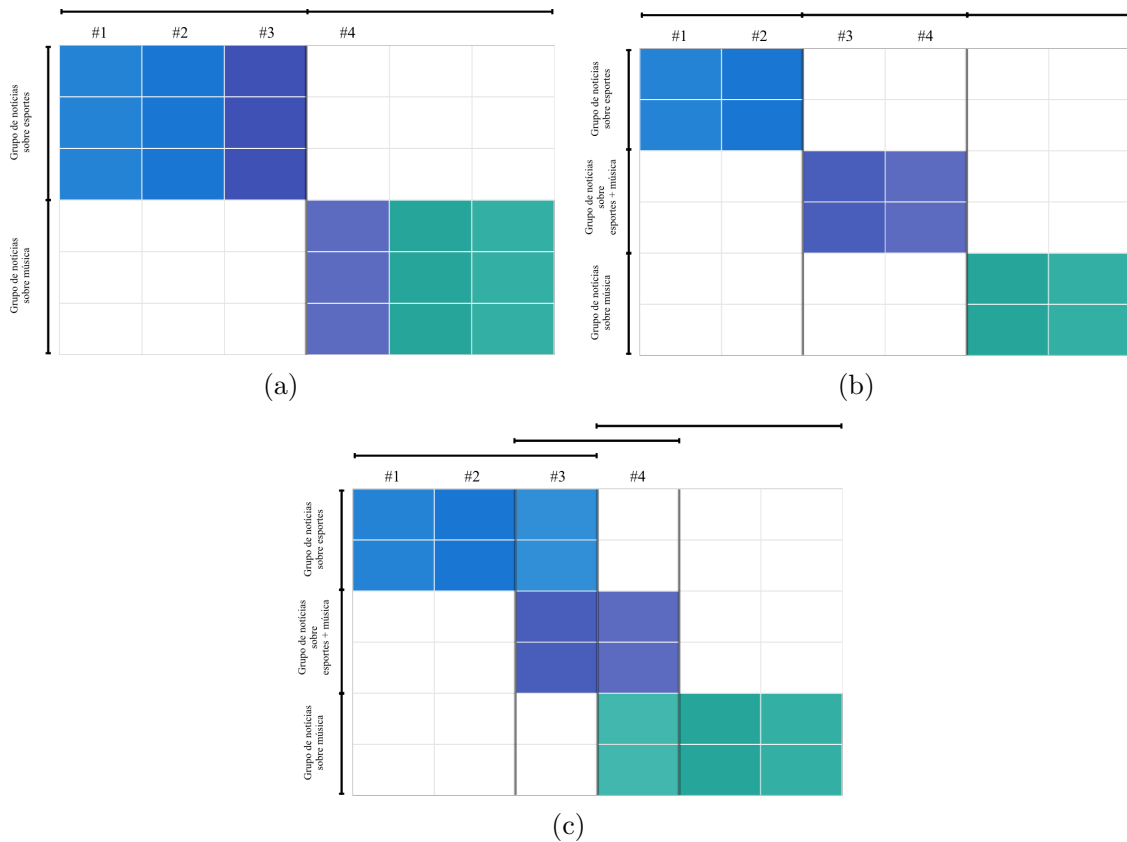 #1 #2 #3 #4
Grupo de notícias
sobre esportes
Grupo de notícias
sobre música
(a)
#1 #2 #3 #4
Grupo de notícias
sobre esportes
Grupo de notícias
sobre
esportes + música
Grupo de notícias
sobre música
(b)
#1 #2 #3 #4
Grupo de notícias
sobre esportes
Grupo de notícias
sobre
esportes + música
Grupo de notícias
sobre música
(c)